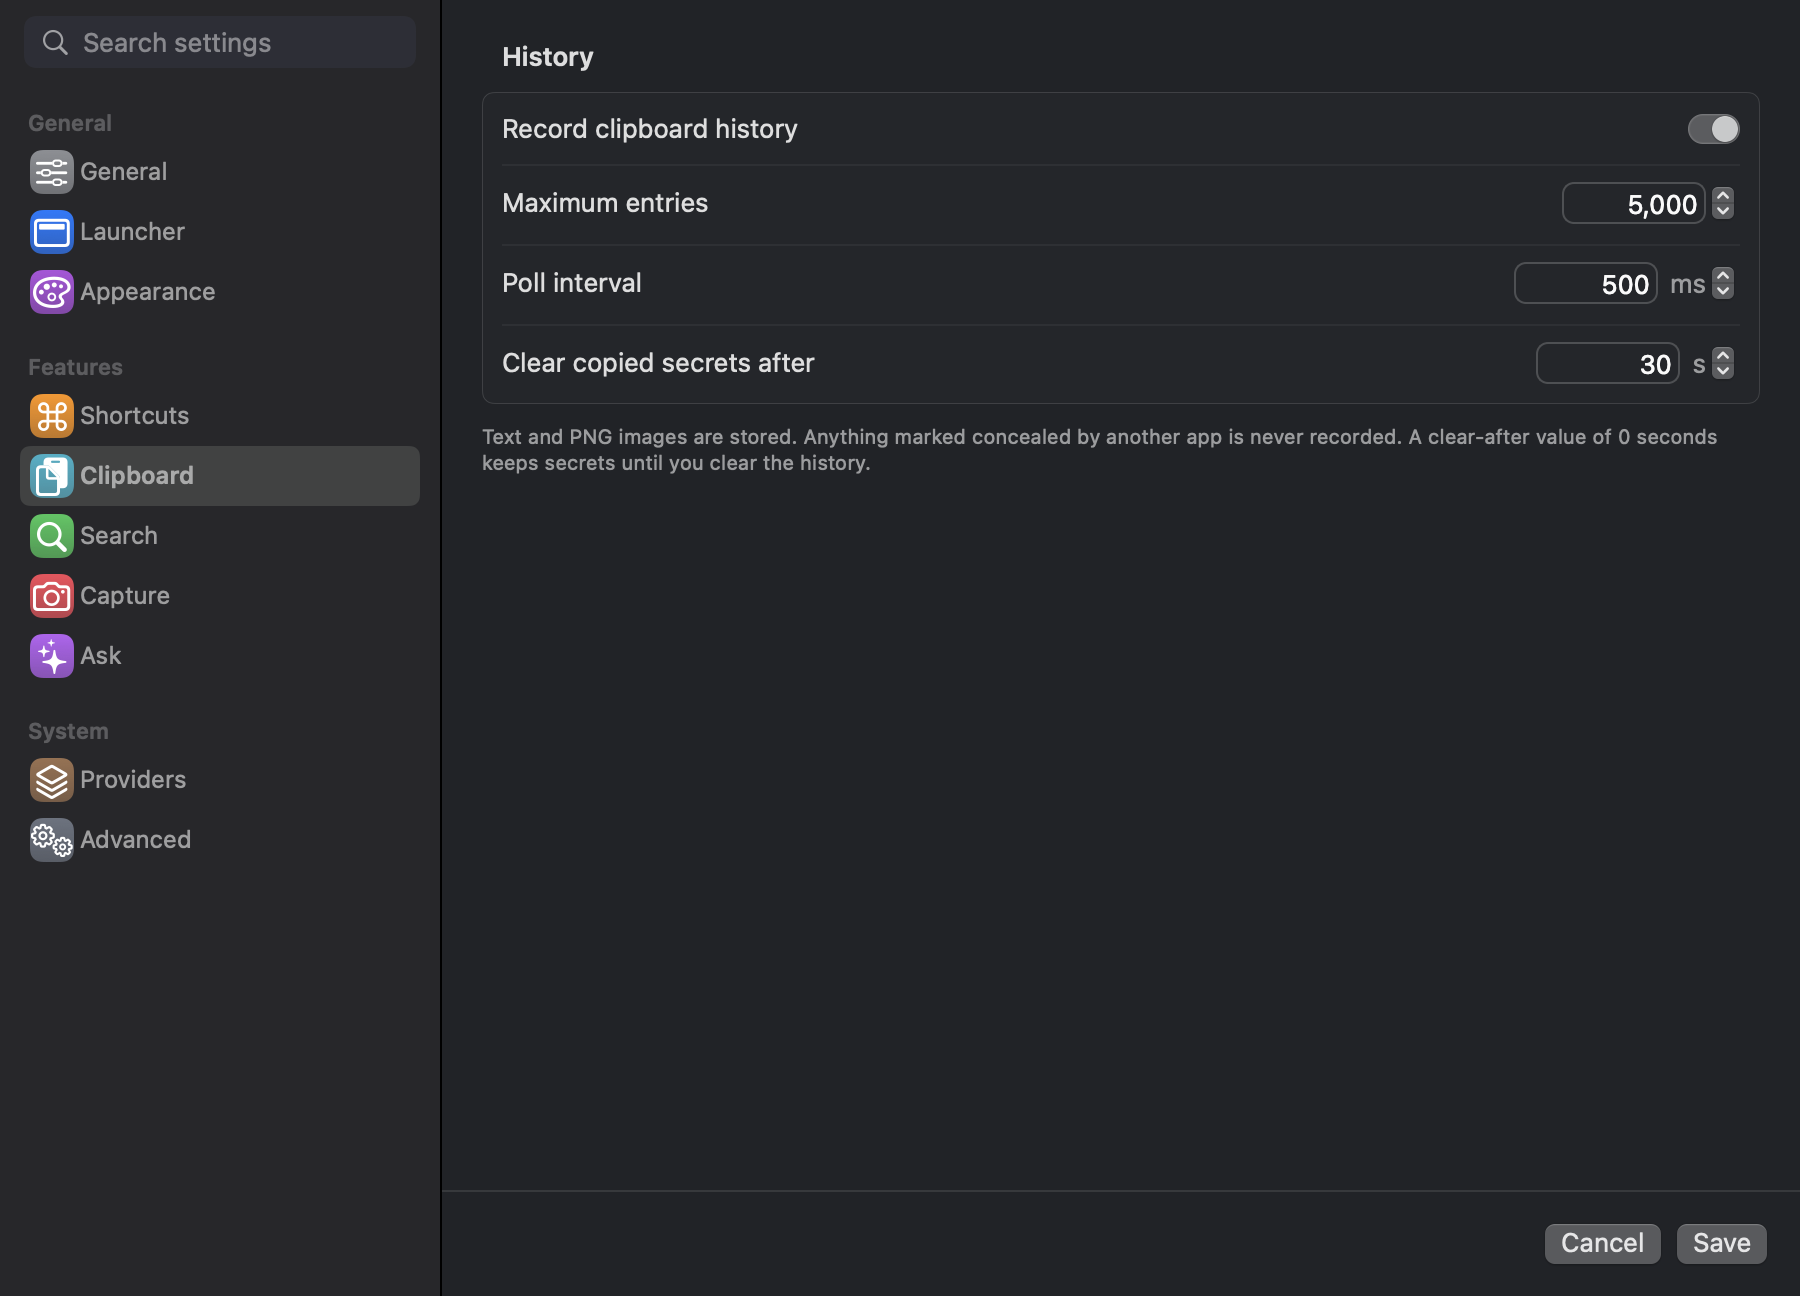 Search settings
General
General
Launcher
Appearance
Features
Shortcuts
Clipboard
Search
Capture
Ask
System
Providers
Advanced
History
Record clipboard history
Maximum entries
5,000
Poll interval
500 ms
Clear copied secrets after
30 s
Text and PNG images are stored. Anything marked concealed by another app is never recorded. A clear-after value of 0 seconds
keeps secrets until you clear the history.
Cancel
Save